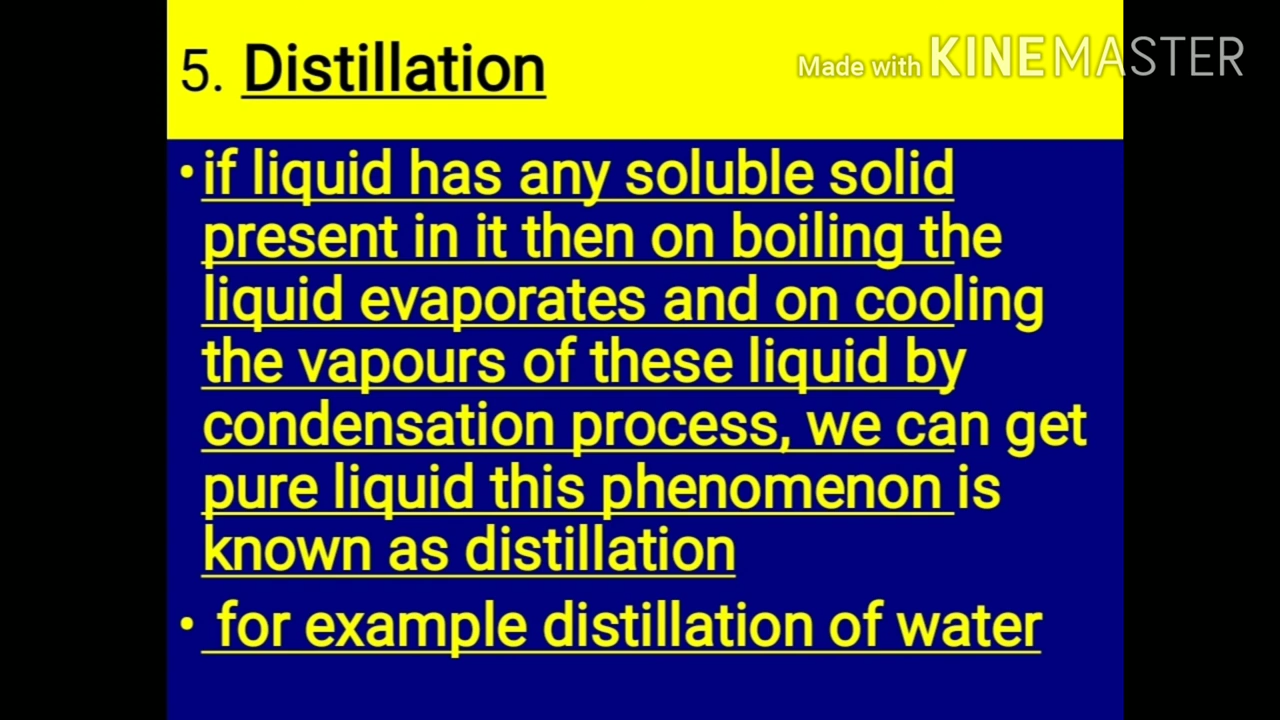 5. Distillation
Made with KINEMASTER
•if liquid has any soluble solid
present in it then on boiling the
liquid evaporates and on cooling
the vapours of these liquid by
condensation process, we can get
pure liquid this phenomenon is
known as distillation
• for example distillation of water